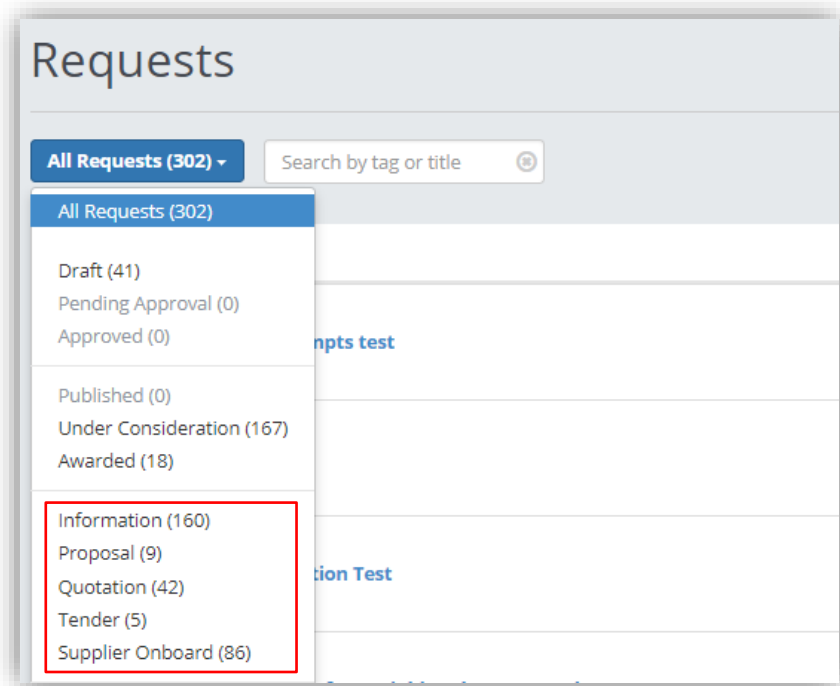 Requests
All Requests (302)
Search by tag or title
All Requests (302)
Draft (41)
Pending Approval (0)
Approved (0)
npts test
Published (0)
Under Consideration (167)
Awarded (18)
Information (160)
Proposal (9)
Quotation (42)
tion Test
Tender (5)
Supplier Onboard (86)